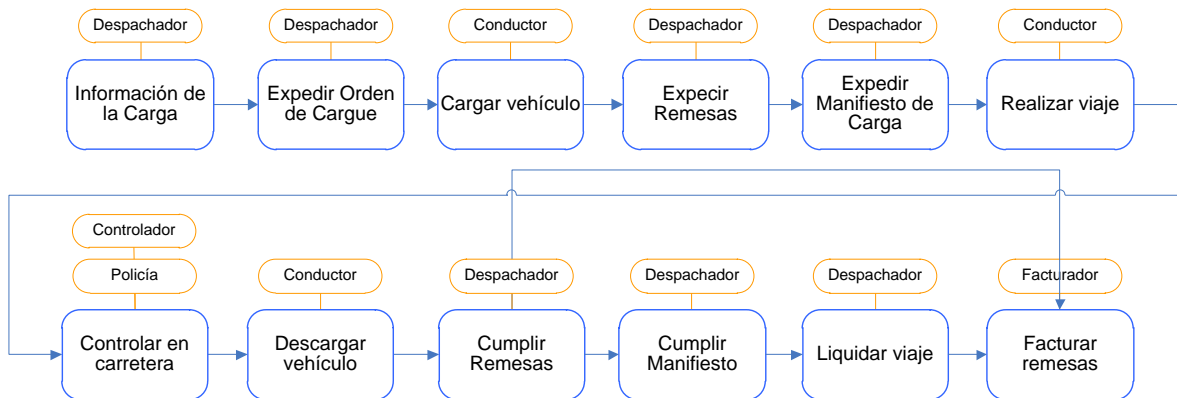 Despachador
Despachador
Conductor
Despachador
Despachador
Conductor
Información de
la Carga
Expedir Orden
de Cargue
Cargar vehículo
Expecir
Remesas
Expedir
Manifiesto de
Carga
Realizar viaje
Controlador
Policía
Conductor
Despachador
Despachador
Despachador
Facturador
Controlar en
carretera
Descargar
vehículo
Cumplir
Remesas
Cumplir
Manifiesto
Liquidar viaje
Facturar
remesas